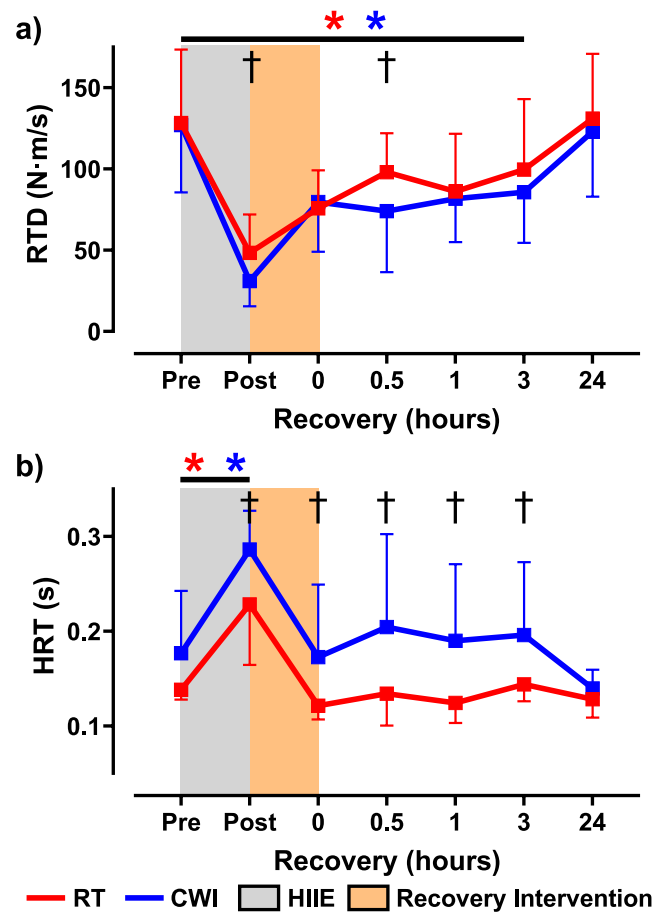 a)
* *
† †
RTD (N·m/s)
150
100
50
0
Pre Post 0 0.5 1 3 24
Recovery (hours)
b)
* *
† † † † †
HRT (s)
0.3
0.2
0.1
Pre Post 0 0.5 1 3 24
Recovery (hours)
RT CWI HIIE Recovery Intervention